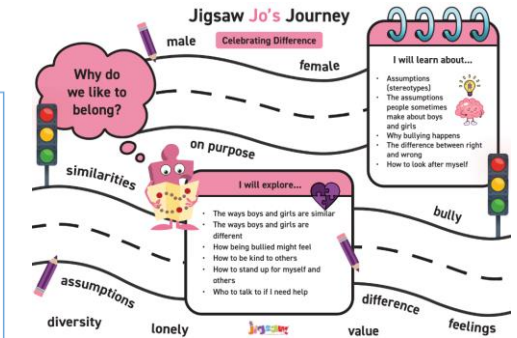 Jigsaw Jo's Journey
Celebrating Difference
male
female
Why do
we like to
belong?
on purpose
similarities
I will learn about...
• Assumptions
(stereotypes)
• The assumptions
people sometimes
make about boys
and girls
• Why bullying happens
• The difference between right
and wrong
• How to look after myself
I will explore...
• The ways boys and girls are similar
• The ways boys and girls are
different
• How being bullied might feel
• How to be kind to others
• How to stand up for myself and
others
• Who to talk to if I need help
bully
assumptions
difference
diversity
lonely
Jigsaw
value
feelings